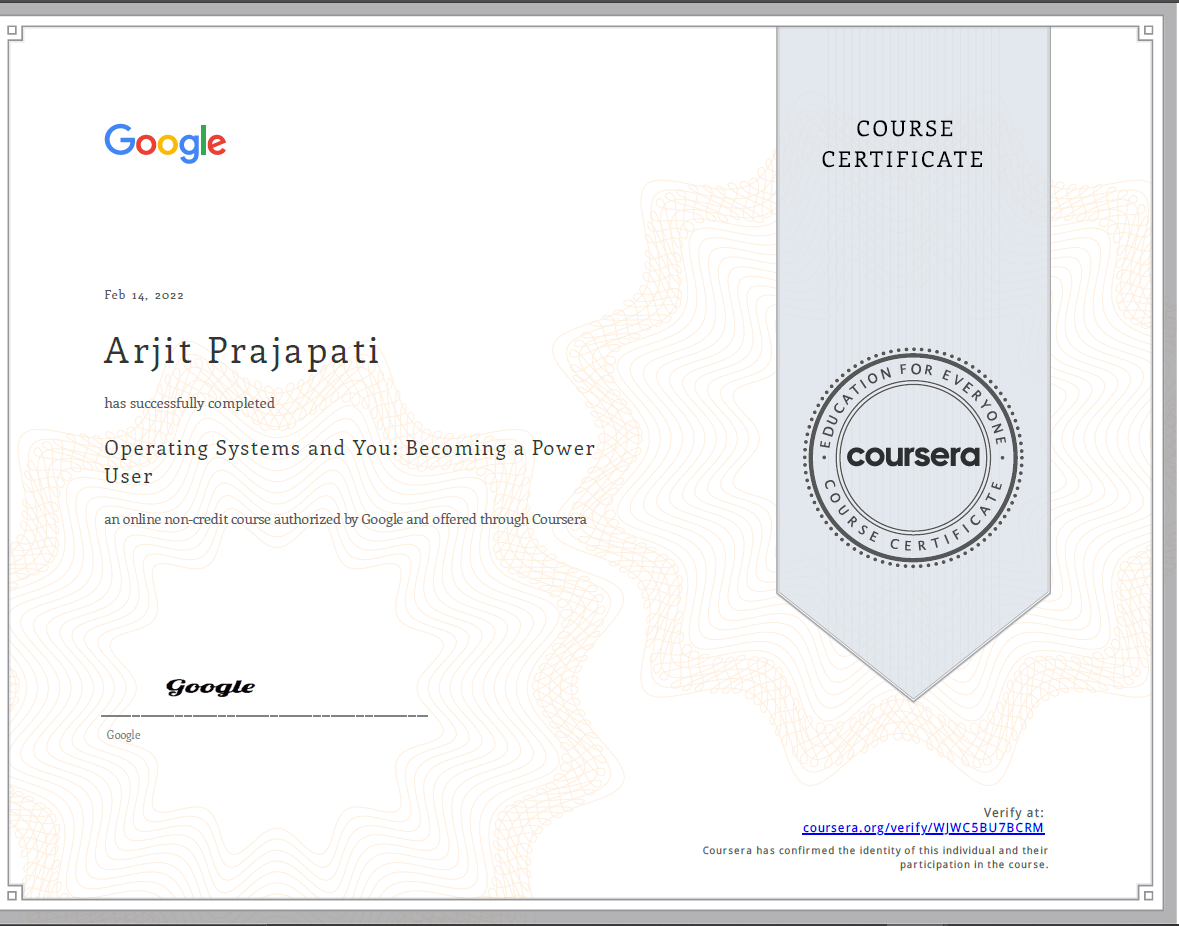 Google
COURSE
CERTIFICATE
Feb 14, 2022
Arjit Prajapati
has successfully completed
Operating Systems and You: Becoming a Power
User
an online non-credit course authorized by Google and offered through Coursera
EDUCATION FOR EVERYONE
coursera
COURSE CERTIFICATE
Google
Google
Verify at:
coursera.org/verify/WJWC5BU7BCRM
Coursera has confirmed the identity of this individual and their
participation in the course.